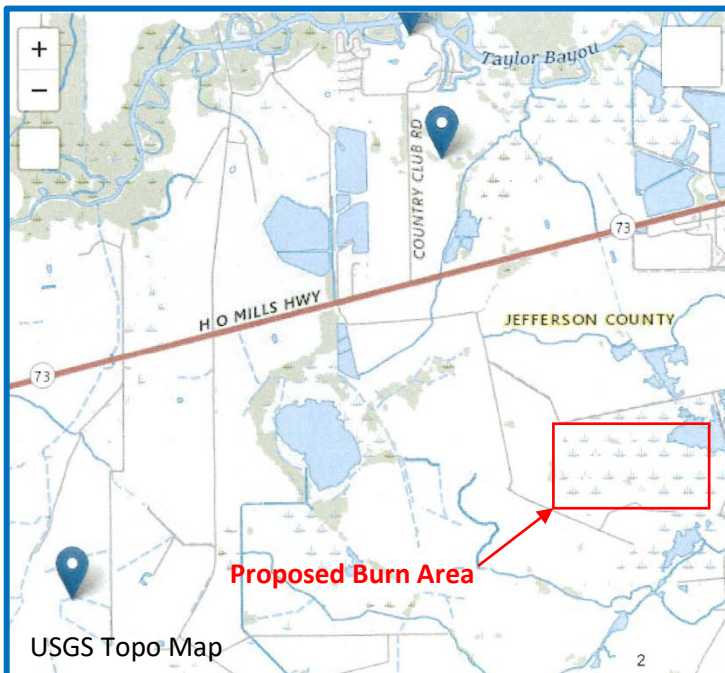 +
Taylor Bayou
−
COUNTRY CLUB RD
73
H O MILLS HWY
JEFFERSON COUNTY
73
Proposed Burn Area
USGS Topo Map
2